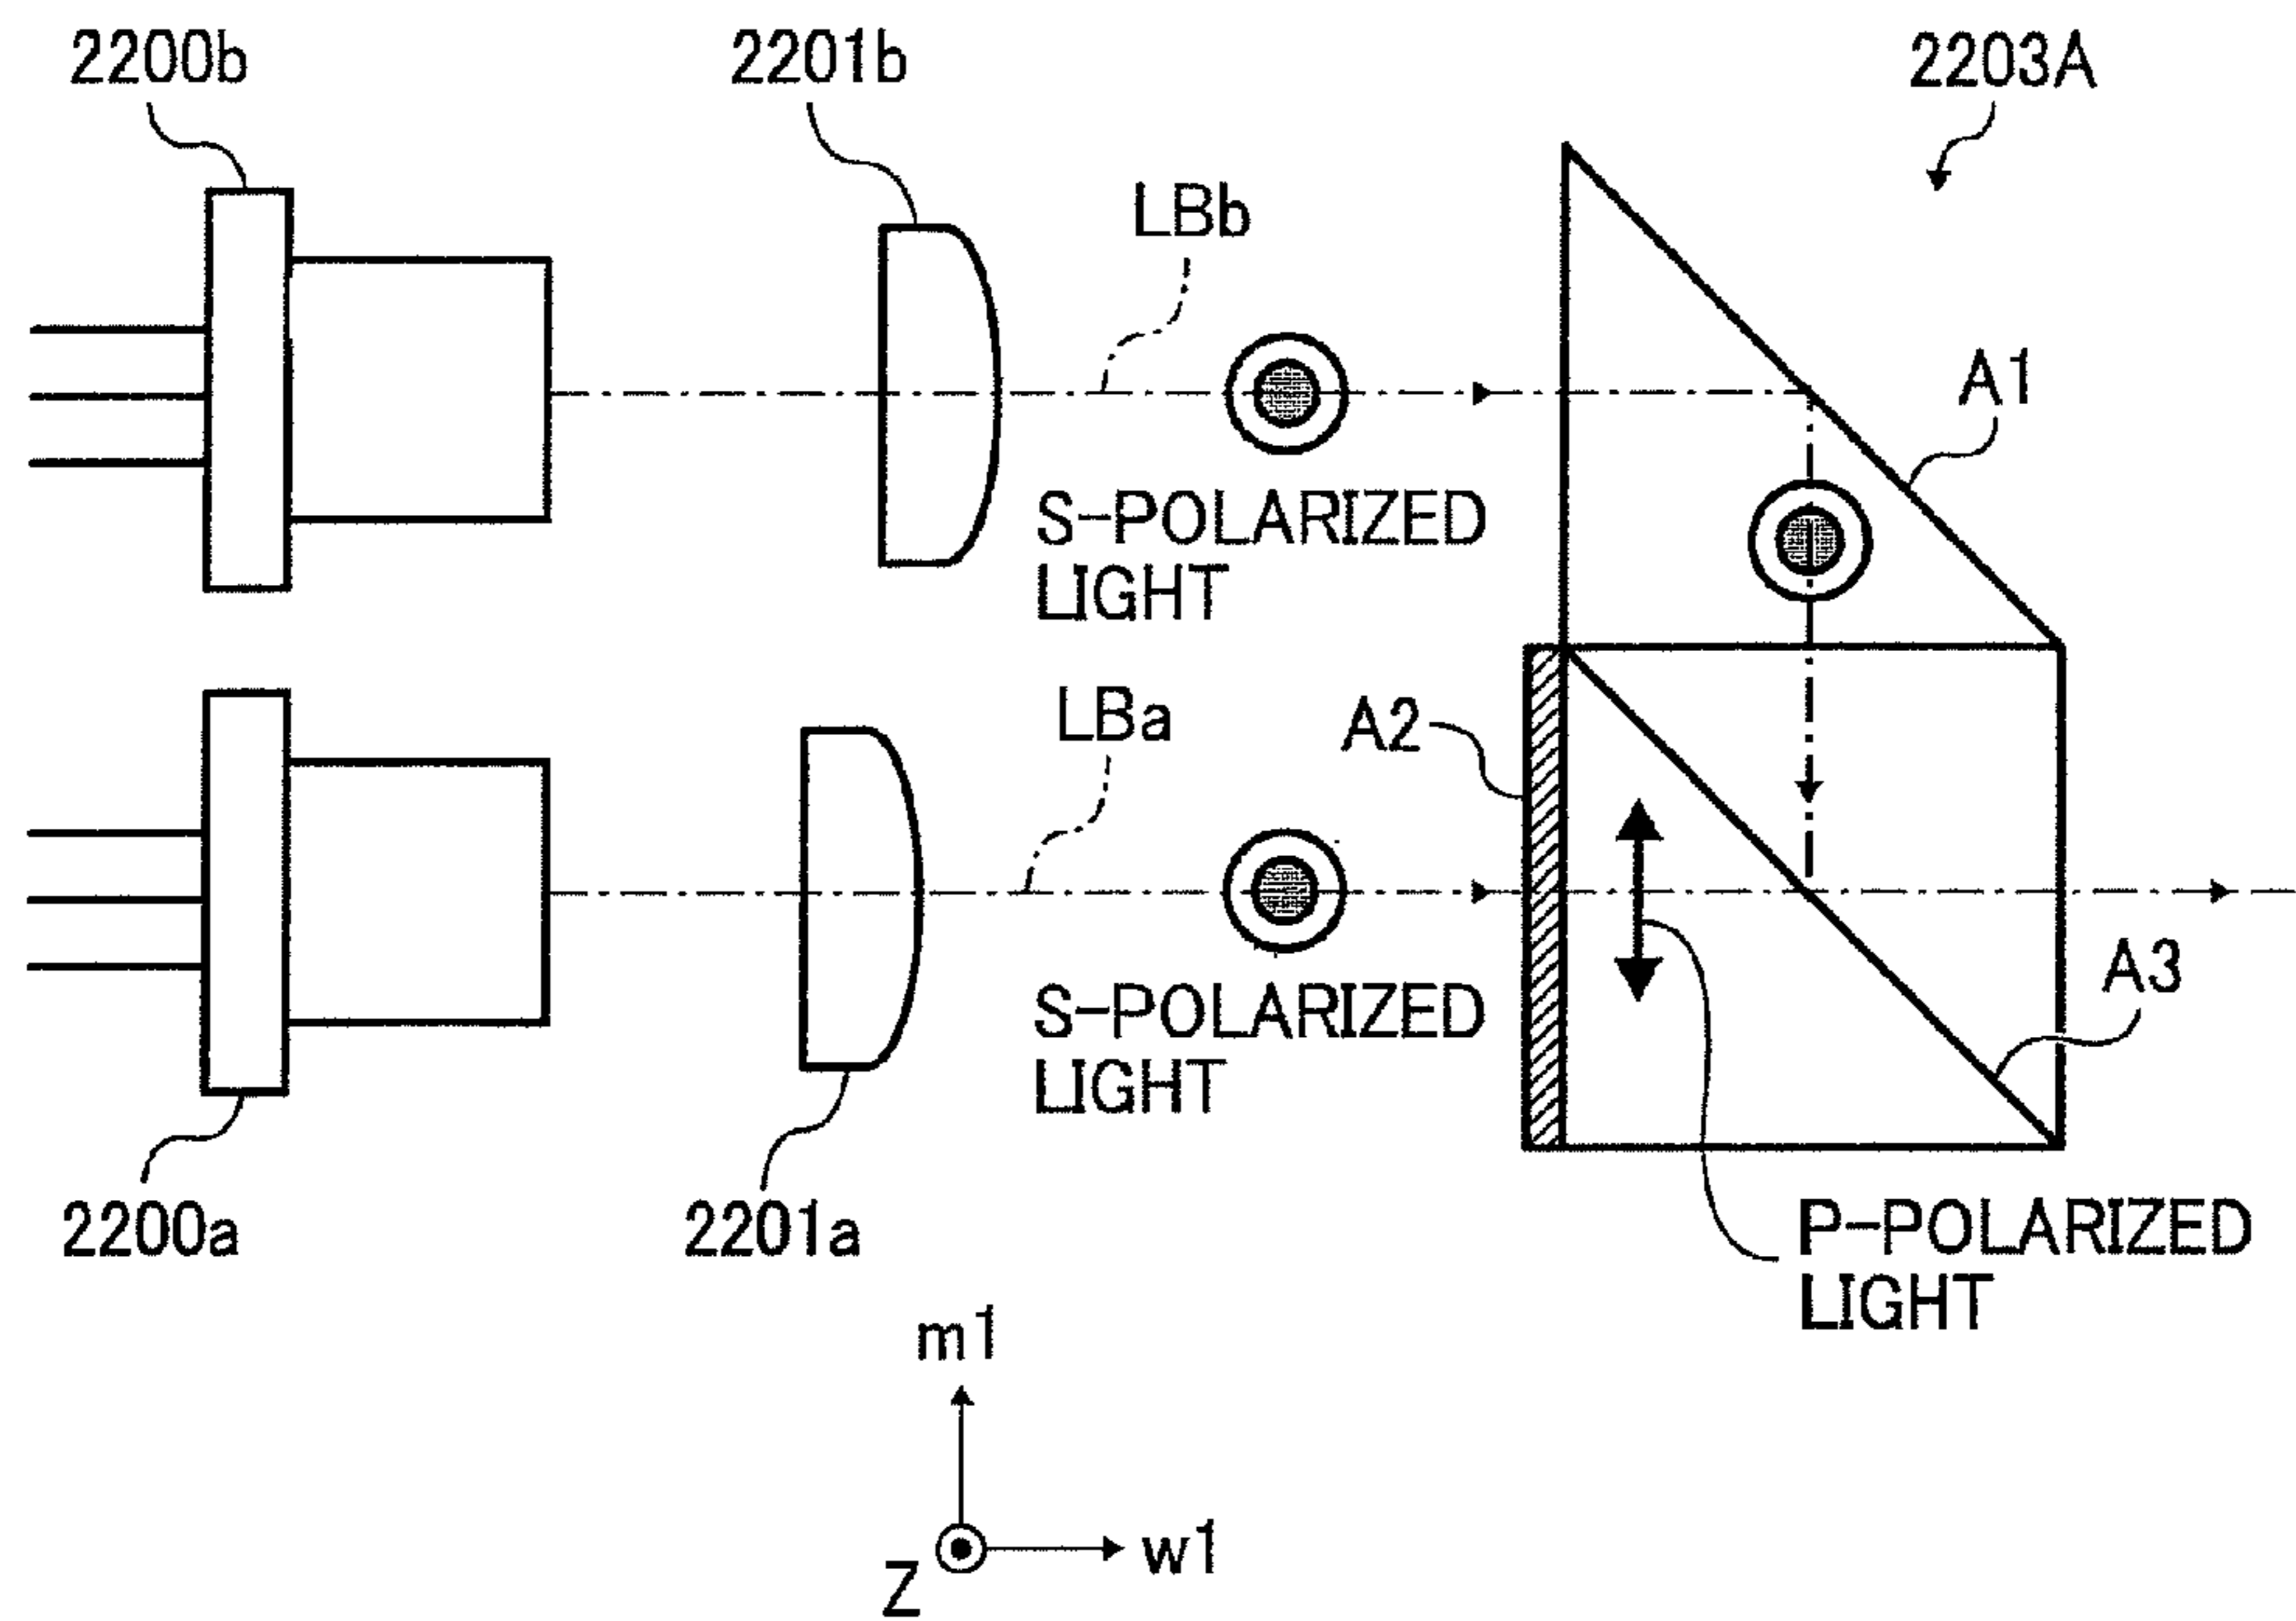 2200b
2201b
2203A
LBb
A1
S-POLARIZED
LIGHT
LBa
A2
S-POLARIZED
LIGHT
A3
2200a
2201a
P-POLARIZED
LIGHT
m1
w1
Z